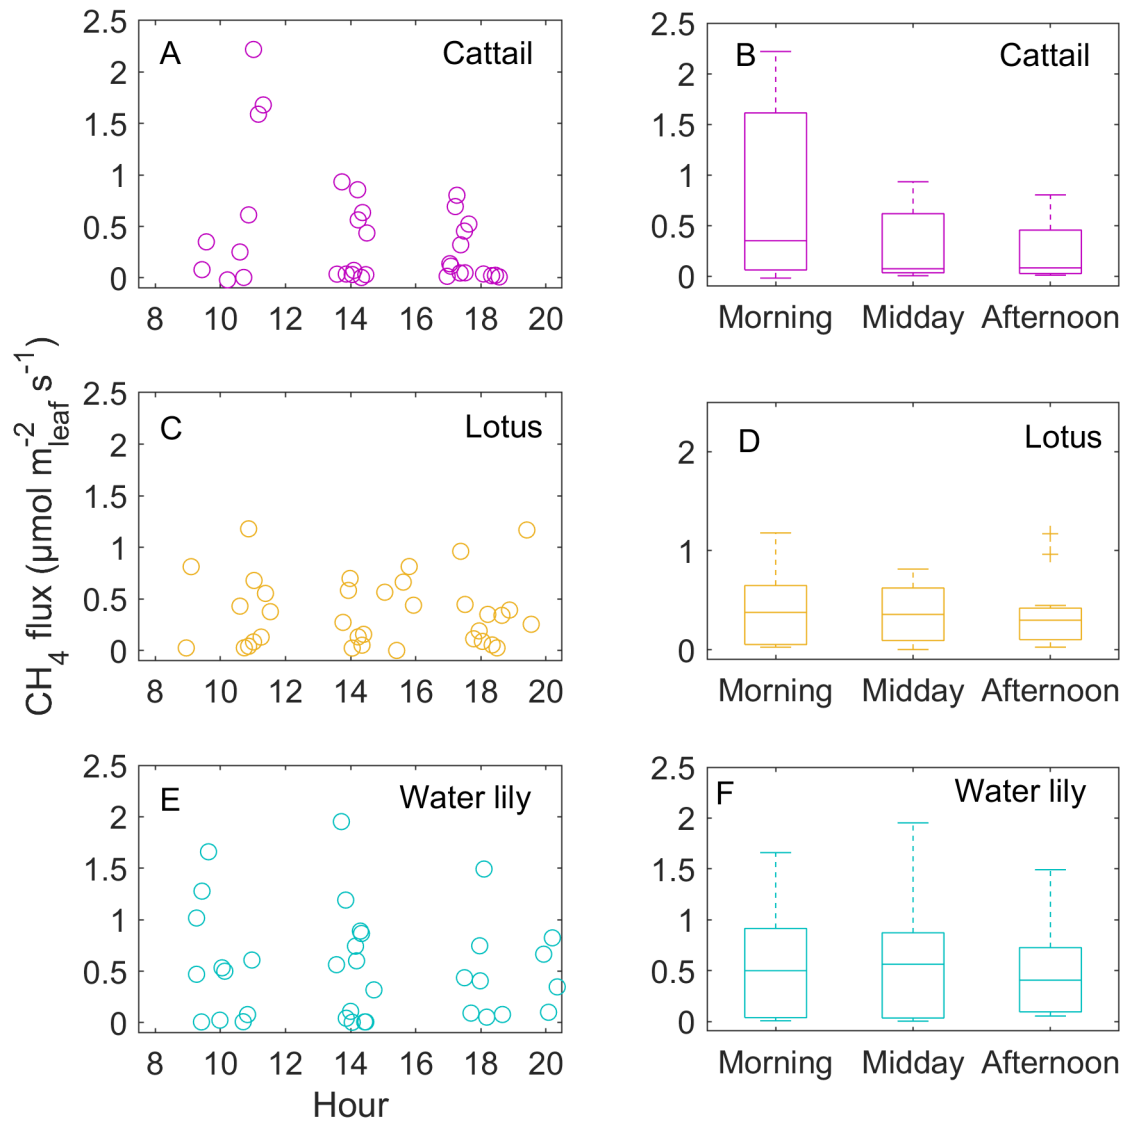 CH4 flux (μmol m-2leaf s-1)
A
Cattail
2.5
2
1.5
1
0.5
0
8 10 12 14 16 18 20
B
Cattail
2.5
2
1.5
1
0.5
0
Morning Midday Afternoon
C
Lotus
2.5
2
1.5
1
0.5
0
8 10 12 14 16 18 20
D
Lotus
2
1
0
Morning Midday Afternoon
E
Water lily
2.5
2
1.5
1
0.5
0
8 10 12 14 16 18 20
Hour
F
Water lily
2.5
2
1.5
1
0.5
0
Morning Midday Afternoon